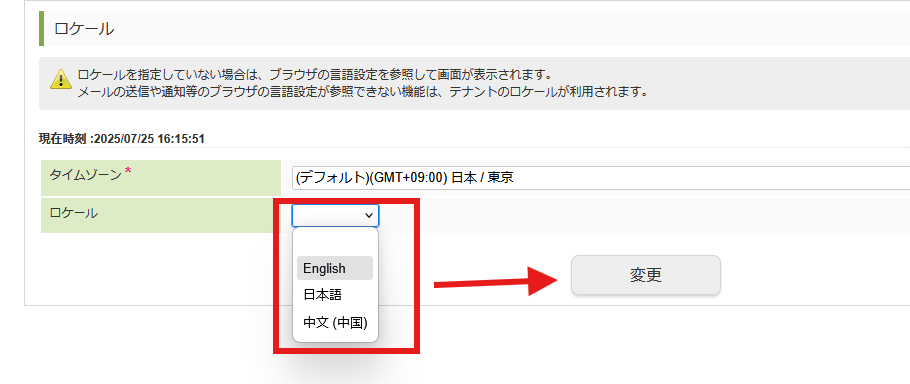 ロケール
ロケールを指定していない場合は、ブラウザの言語設定を参照して画面が表示されます。
メールの送信や通知等のブラウザの言語設定が参照できない機能は、テナントのロケールが利用されます。
現在時刻 :2025/07/25 16:15:51
タイムゾーン *
(デフォルト)(GMT+09:00) 日本 / 東京
ロケール
English
日本語
中文 (中国)
変更